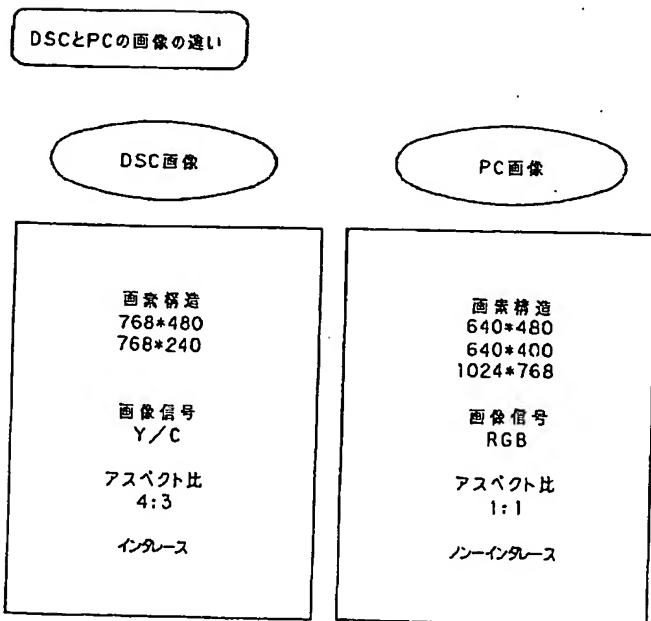 DSCとPCの画像の違い
DSC画像
PC画像
画素構造
768*480
768*240
画像信号
Y/C
アスペクト比
4:3
インタレース
画素構造
640*480
640*400
1024*768
画像信号
RGB
アスペクト比
1:1
ノンーインタレース